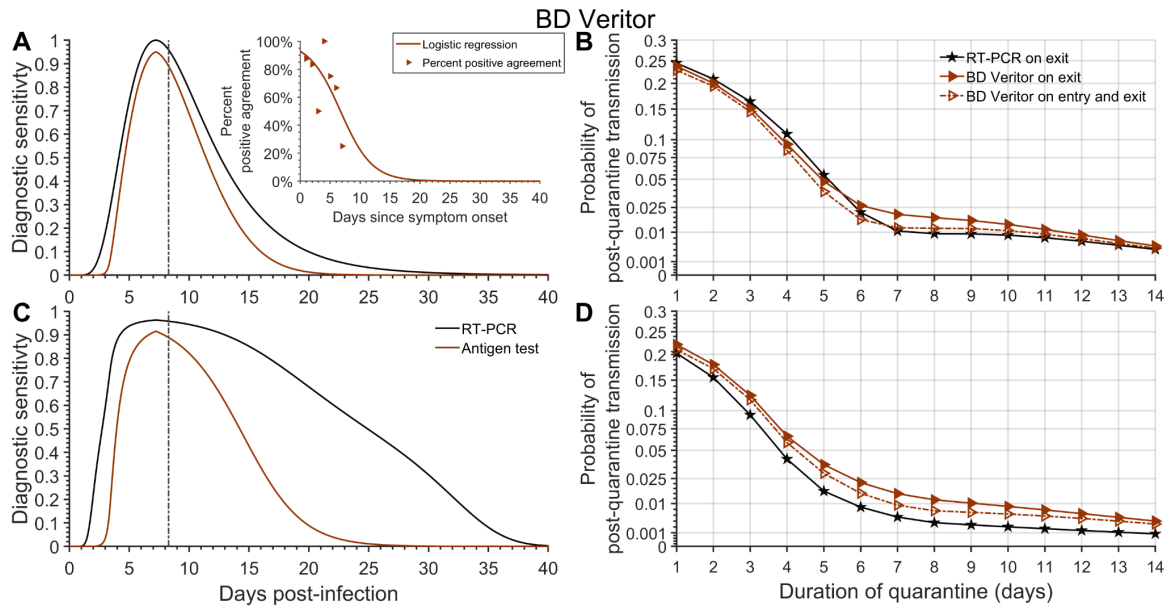 BD Veritor
A
Diagnostic sensitivty
1
0.9
0.8
0.7
0.6
0.5
0.4
0.3
0.2
0.1
0
0 5 10 15 20 25 30 35 40
Percent
positive agreement
100%
80%
60%
40%
20%
0%
0 5 10 15 20 25 30 35 40
Days since symptom onset
Logistic regression
Percent positive agreement
B
Probability of
post-quarantine transmission
0.3
0.25
0.2
0.15
0.1
0.075
0.05
0.025
0.01
0.001
0
1 2 3 4 5 6 7 8 9 10 11 12 13 14
RT-PCR on exit
BD Veritor on exit
BD Veritor on entry and exit
C
Diagnostic sensitivty
1
0.9
0.8
0.7
0.6
0.5
0.4
0.3
0.2
0.1
0
0 5 10 15 20 25 30 35 40
Days post-infection
RT-PCR
Antigen test
D
Probability of
post-quarantine transmission
0.3
0.25
0.2
0.15
0.1
0.075
0.05
0.025
0.01
0.001
0
1 2 3 4 5 6 7 8 9 10 11 12 13 14
Duration of quarantine (days)